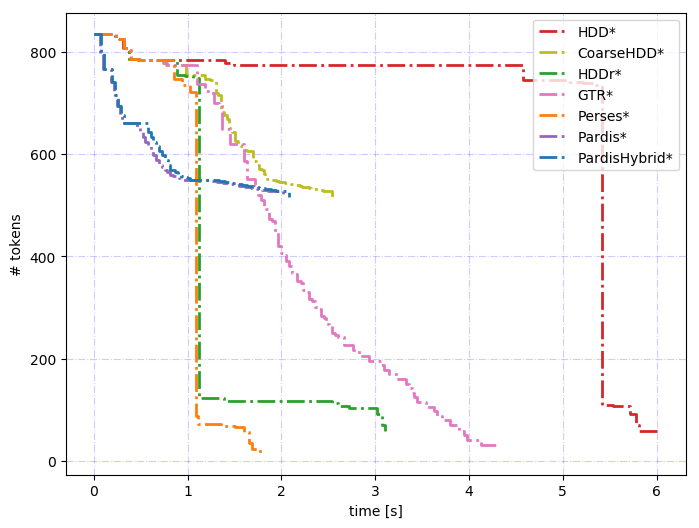 HDD*
CoarseHDD*
HDDr*
GTR*
Perses*
Pardis*
PardisHybrid*
800
600
400
200
0
# tokens
0 1 2 3 4 5 6
time [s]